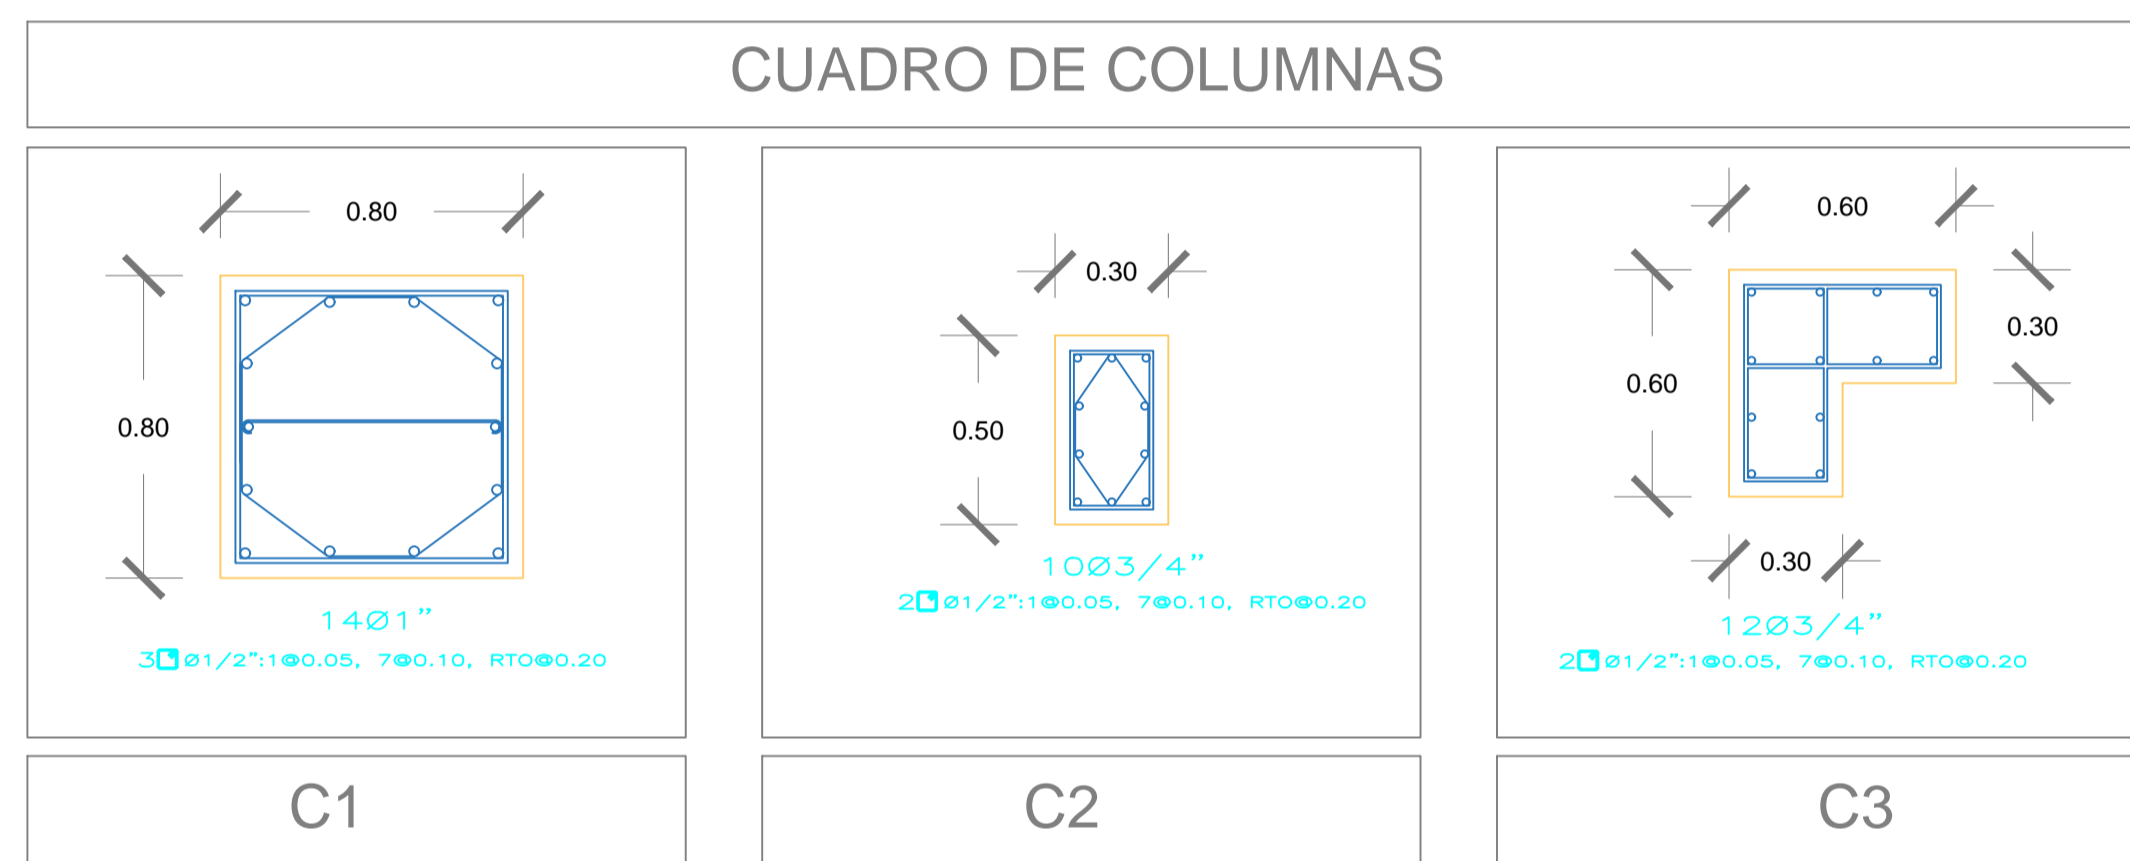 CUADRO DE COLUMNAS
0.80
0.80
14Ø1”
3 Ø1/2”:1@0.05, 7@0.10, RTO@0.20
C1
0.30
0.50
10Ø3/4”
2 Ø1/2”:1@0.05, 7@0.10, RTO@0.20
C2
0.60
0.30
0.60
0.30
12Ø3/4”
2 Ø1/2”:1@0.05, 7@0.10, RTO@0.20
C3